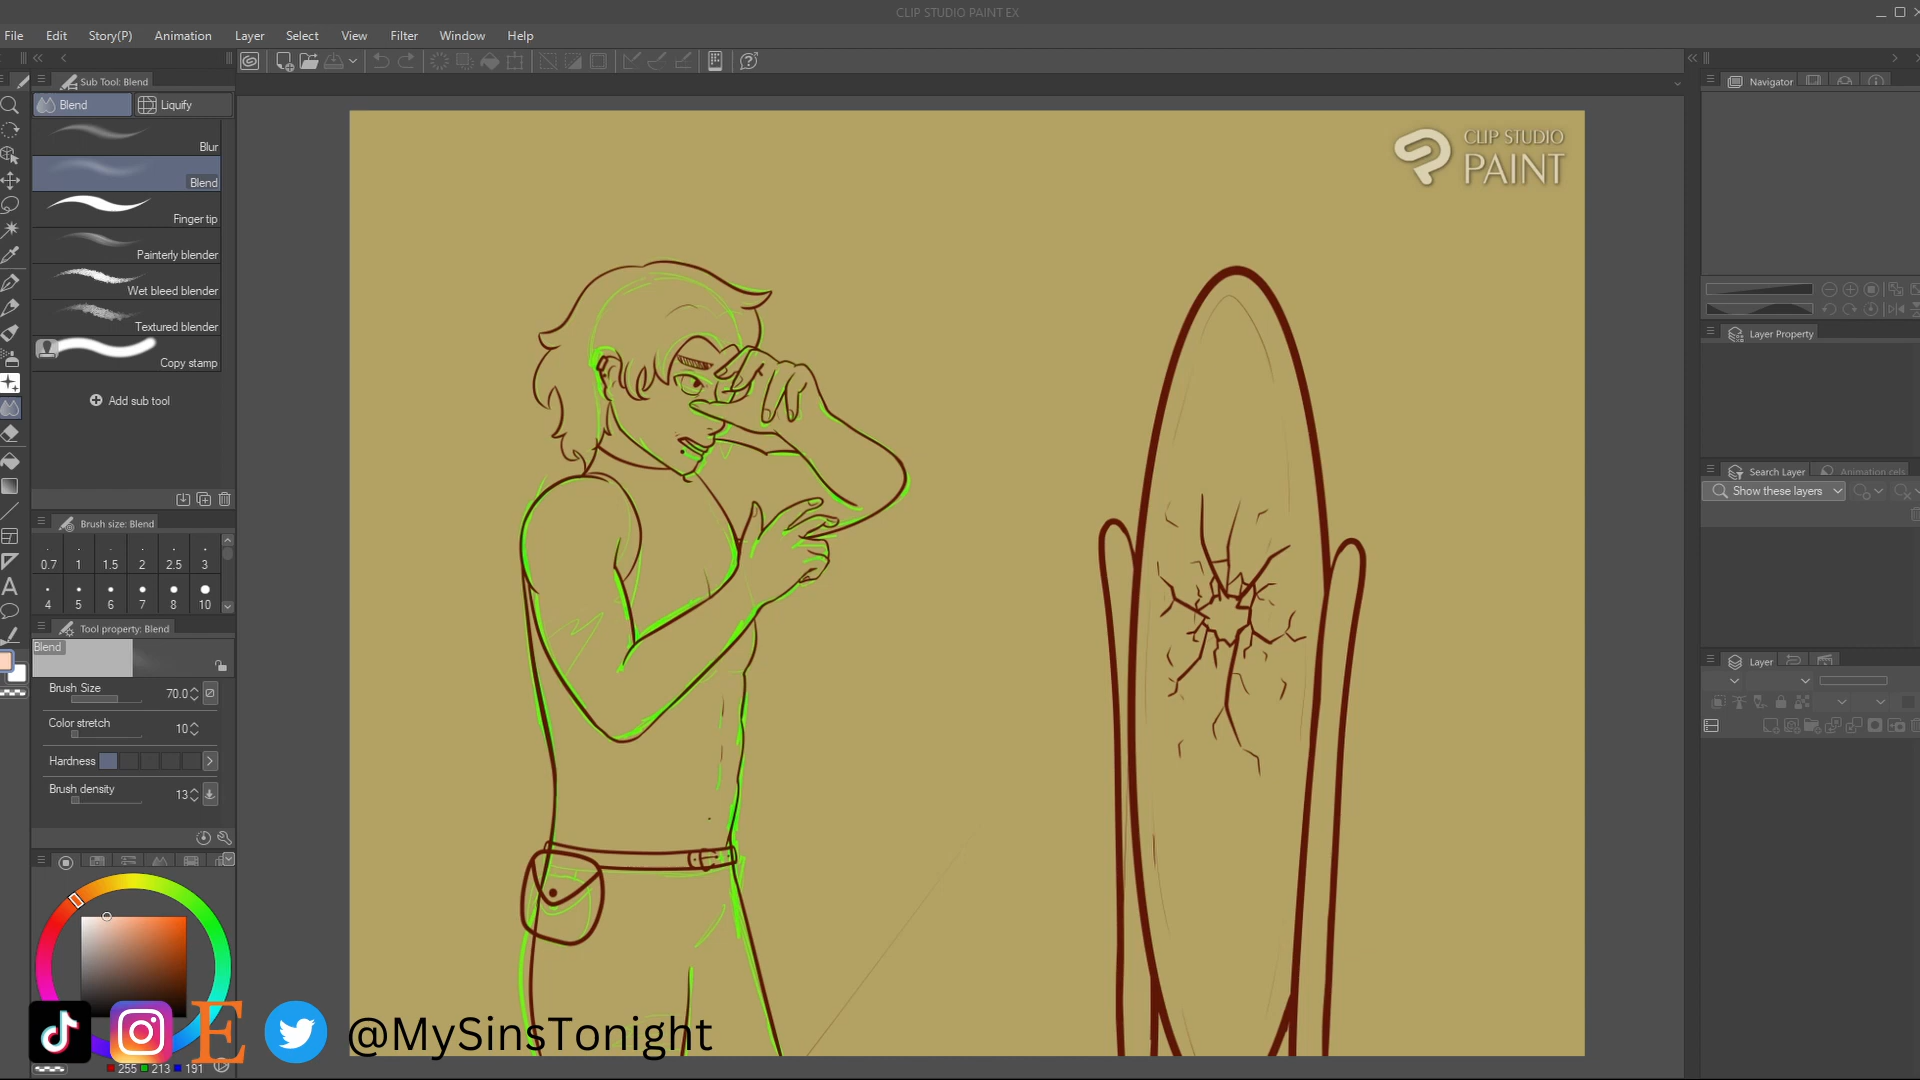 CLIP STUDIO PAINT EX
File Edit Story(P) Animation Layer Select View Filter Window Help
Sub Tool: Blend
Blend Liquify
Blur
Blend
Finger tip
Painterly blender
Wet bleed blender
Textured blender
Copy stamp
Add sub tool
Brush size: Blend
0.7 1 1.5 2 2.5 3
4 5 6 7 8 10
Tool property: Blend
Blend
Brush Size 70.0
Color stretch 10
Hardness
Brush density 13
255 213 191
CLIP STUDIO
PAINT
Navigator
Layer Property
Search Layer Animation cels
Show these layers
Layer
E
@MySinsTonight